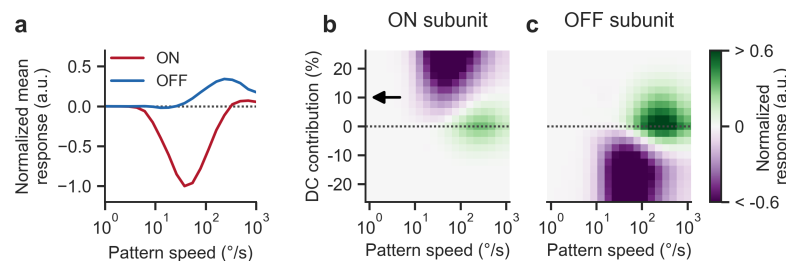 a
ON
OFF
Normalized mean
response (a.u.)
0.5
0.0
−0.5
−1.0
10⁰ 10¹ 10² 10³
Pattern speed (°/s)
b
ON subunit
DC contribution (%)
20
10
0
-10
-20
10⁰ 10¹ 10² 10³
Pattern speed (°/s)
c
OFF subunit
10⁰ 10¹ 10² 10³
Pattern speed (°/s)
> 0.6
0
< -0.6
Normalized